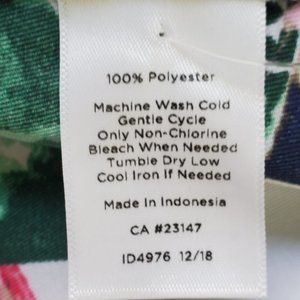 100% Polyester
Machine Wash Cold
Gentle Cycle
Only Non-Chlorine
Bleach When Needed
Tumble Dry Low
Cool Iron If Needed
Made In Indonesia
CA #23147
ID4976 12/18